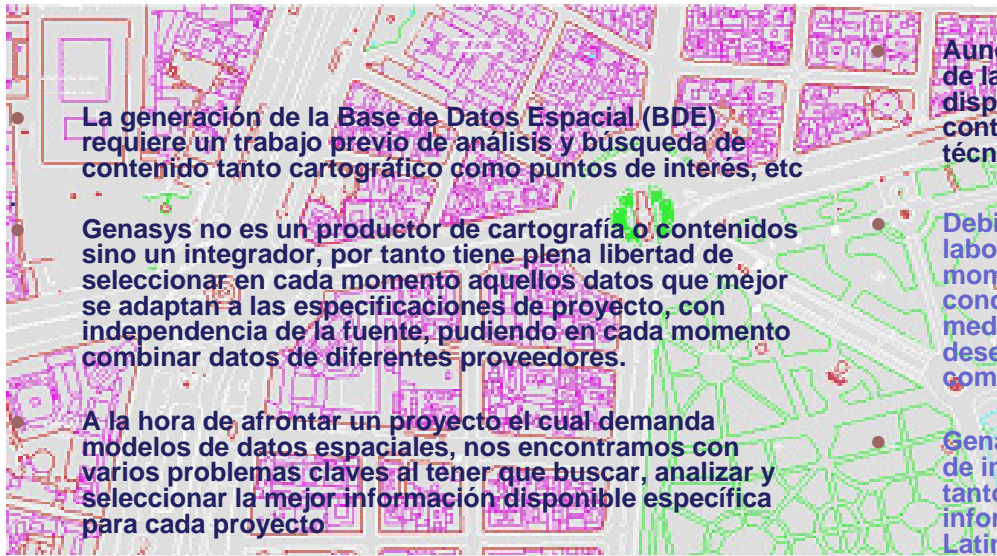 La generación de la Base de Datos Espacial (BDE)
requiere un trabajo previo de análisis y búsqueda de
contenido tanto cartográfico como puntos de interés, etc
Genasys no es un productor de cartografía o contenidos
sino un integrador, por tanto tiene plena libertad de
seleccionar en cada momento aquellos datos que mejor
se adaptan a las especificaciones de proyecto, con
independencia de la fuente, pudiendo en cada momento
combinar datos de diferentes proveedores.
A la hora de afrontar un proyecto el cual demanda
modelos de datos espaciales, nos encontramos con
varios problemas claves al tener que buscar, analizar y
seleccionar la mejor información disponible específica
para cada proyecto
de